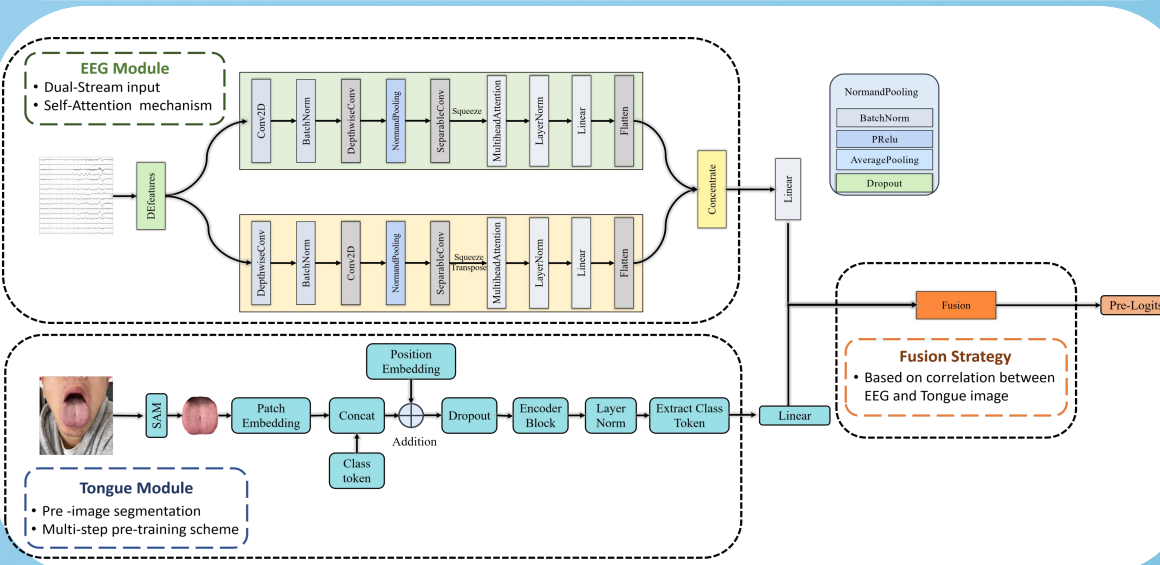 EEG Module
• Dual-Stream input
• Self-Attention mechanism
DEfeatures
Conv2D
BatchNorm
DepthwiseConv
NormandPooling
SeparableConv
Squeeze
MultiheadAttention
LayerNorm
Linear
Flatten
DepthwiseConv
BatchNorm
Conv2D
NormandPooling
SeparableConv
Squeeze
Transpose
MultiheadAttention
LayerNorm
Linear
Flatten
Concentrate
Linear
NormandPooling
BatchNorm
PRelu
AveragePooling
Dropout
Fusion
Pre-Logits
Fusion Strategy
• Based on correlation between
EEG and Tongue image
SAM
Patch
Embedding
Concat
Class
token
Position
Embedding
Addition
Dropout
Encoder
Block
Layer
Norm
Extract Class
Token
Linear
Tongue Module
• Pre -image segmentation
• Multi-step pre-training scheme